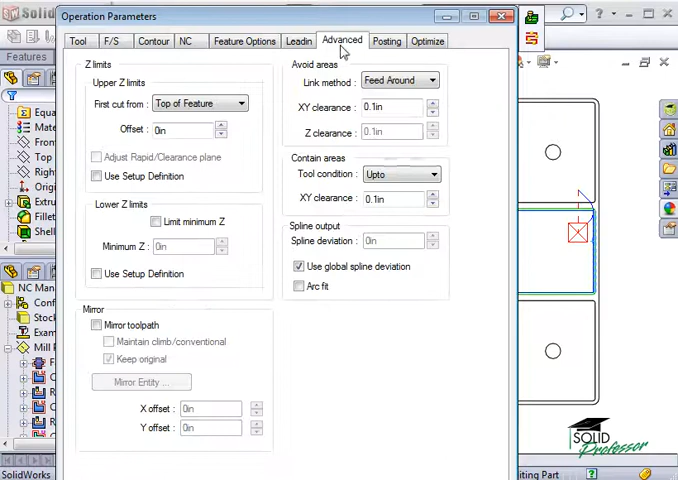 Solid
Operation Parameters
Tool F/S Contour NC Feature Options Leadin Advanced Posting Optimize
Features
Z limits
Upper Z limits
First cut from : Top of Feature
Offset : 0in
Adjust Rapid/Clearance plane
Use Setup Definition
Lower Z limits
Limit minimum Z
Minimum Z : 0in
Use Setup Definition
Mirror
Mirror toolpath
Maintain climb/conventional
Keep original
Mirror Entity ...
X offset : 0in
Y offset : 0in
Avoid areas
Link method : Feed Around
XY clearance : 0.1in
Z clearance : 0.1in
Contain areas
Tool condition : Upto
XY clearance : 0.1in
Spline output
Spline deviation : 0in
Use global spline deviation
Arc fit
Equa
Mate
Fron
Top
Righ
Origi
Extru
Fillet
Shell
NC Man
Conf
Stock
Exam
Mill P
SOLID
Professor
SolidWorks
iting Part